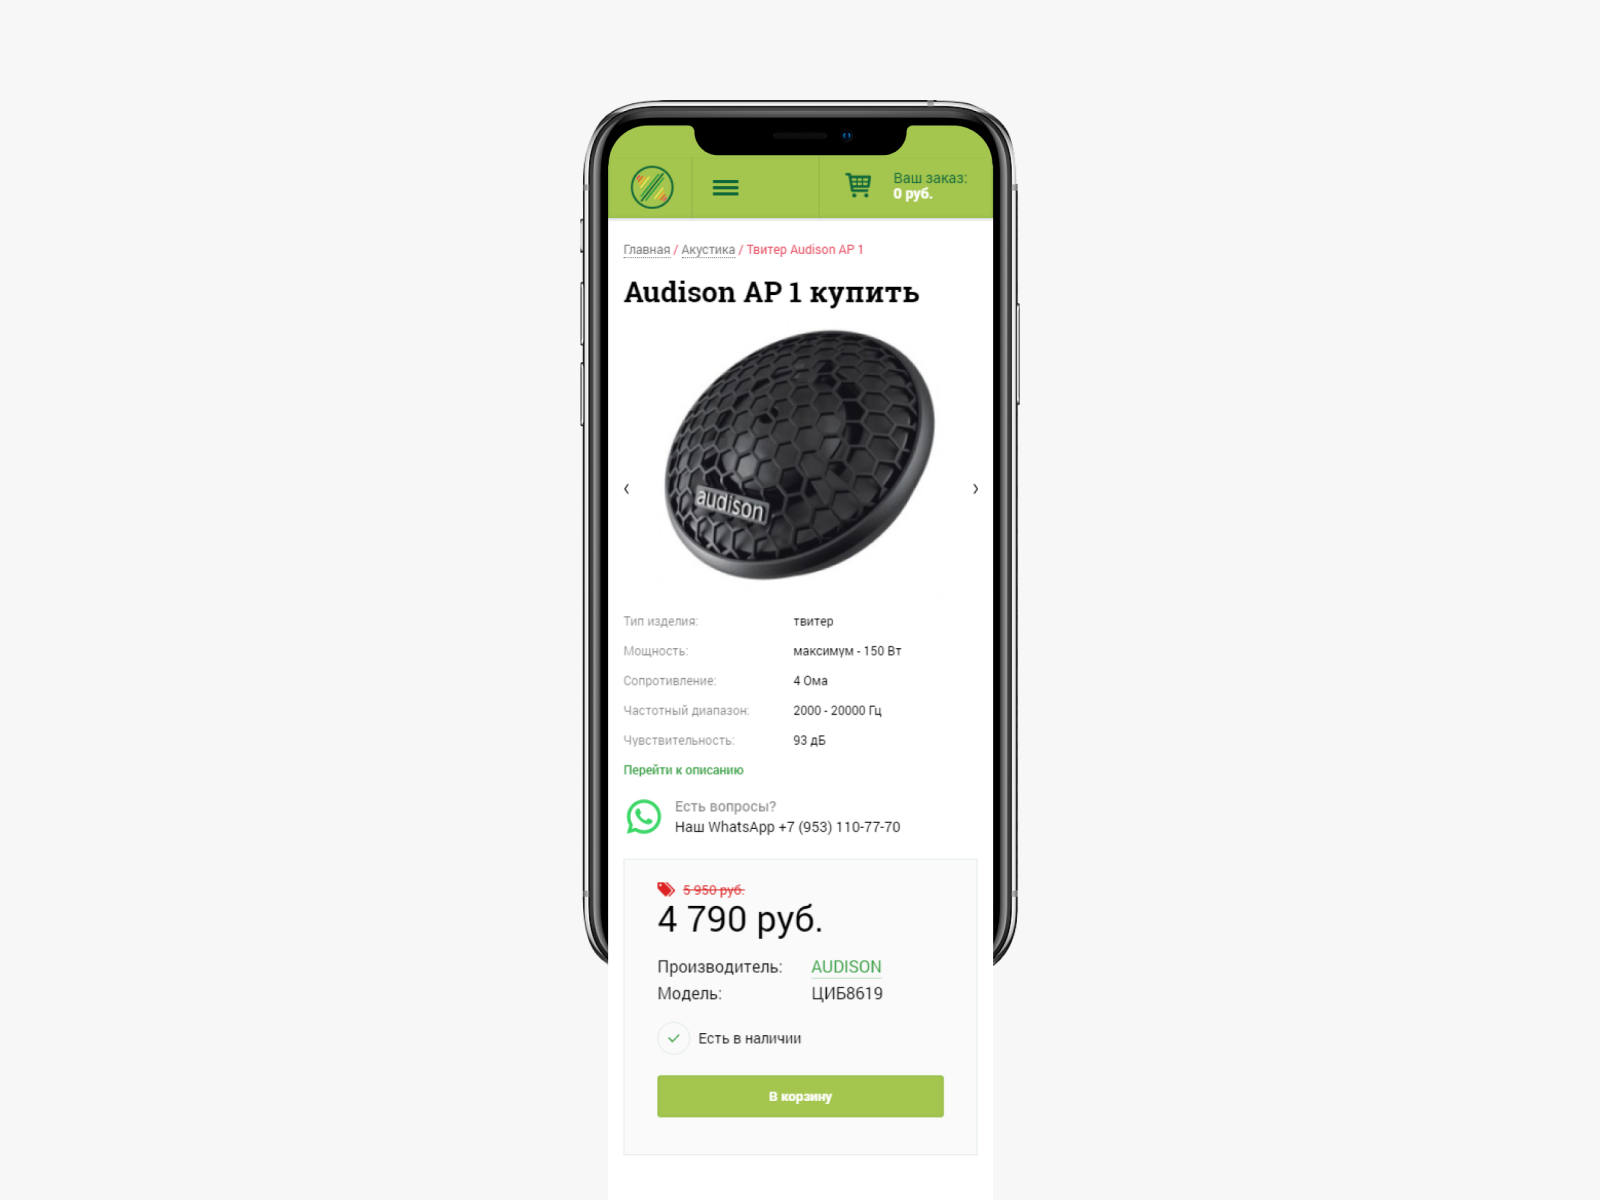 Ваш заказ:
0 руб.
Главная / Акустика / Твитер Audison AP 1
Audison AP 1 купить
audison
‹ ›
Тип изделия: твитер
Мощность: максимум - 150 Вт
Сопротивление: 4 Ома
Частотный диапазон: 2000 - 20000 Гц
Чувствительность: 93 дБ
Перейти к описанию
Есть вопросы?
Наш WhatsApp +7 (953) 110-77-70
5 950 руб.
4 790 руб.
Производитель: AUDISON
Модель: ЦИБ8619
Есть в наличии
В корзину